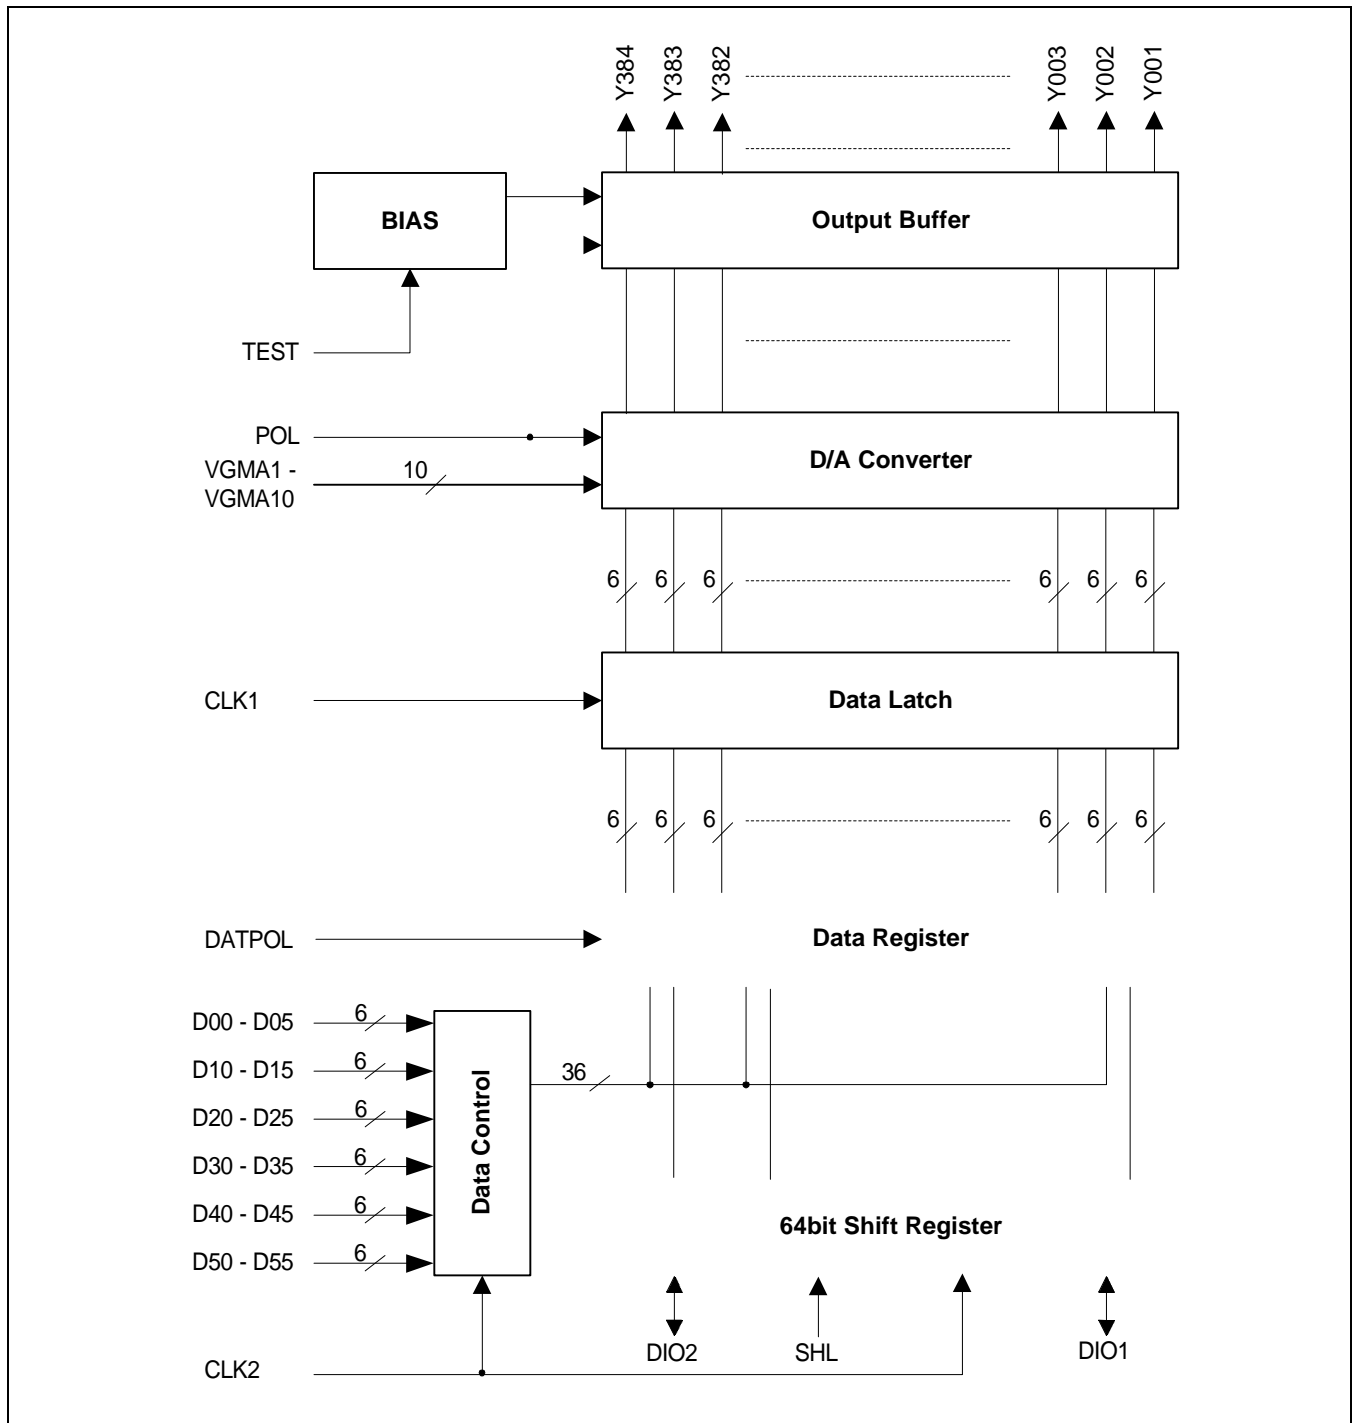 Y384 Y383 Y382 Y003 Y002 Y001
BIAS
Output Buffer
TEST
POL
VGMA1 -
VGMA10
10
D/A Converter
6 6 6 6 6 6
CLK1
Data Latch
6 6 6 6 6 6
DATPOL
Data Register
D00 - D05 6
D10 - D15 6
D20 - D25 6
D30 - D35 6
D40 - D45 6
D50 - D55 6
Data Control
36
64bit Shift Register
DIO2 SHL DIO1
CLK2